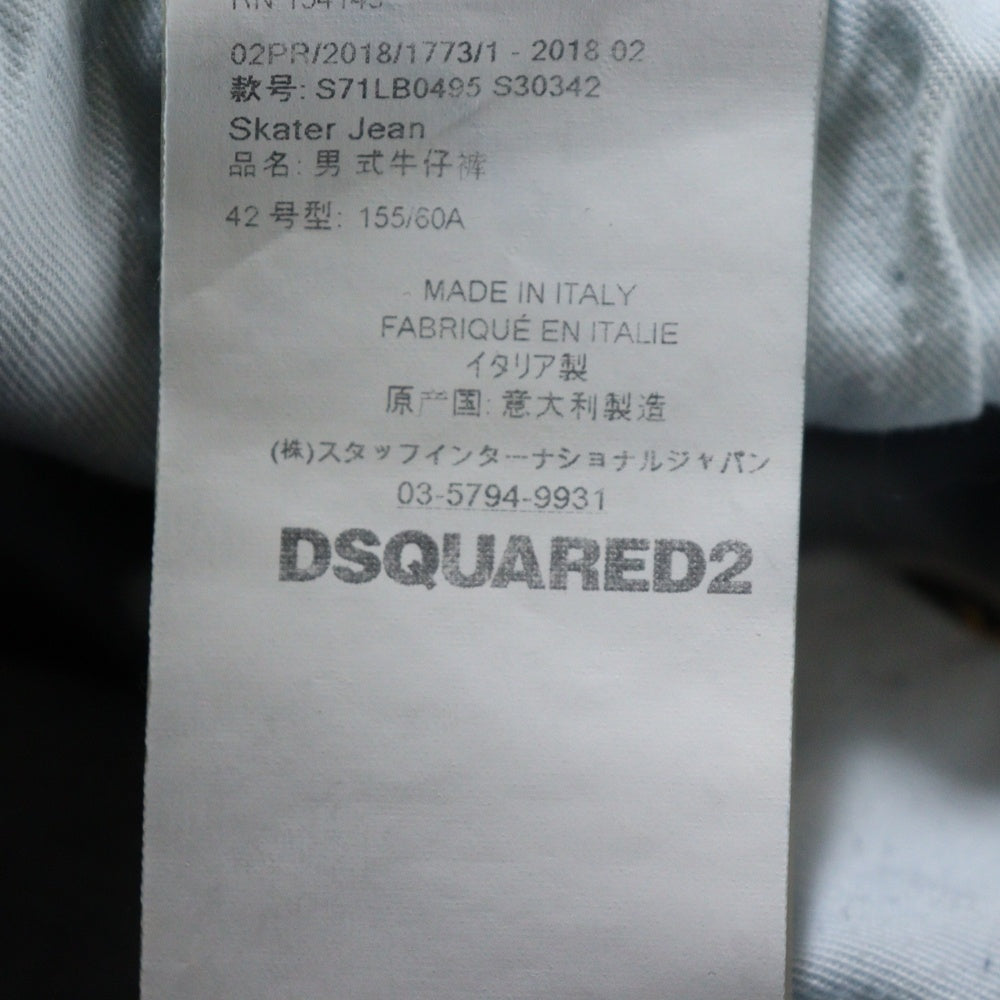 RN 154145
02PR/2018/1773/1 - 2018 02
款号: S71LB0495 S30342
Skater Jean
品名: 男式牛仔裤
42 号型: 155/60A
MADE IN ITALY
FABRIQUÉ EN ITALIE
イタリア製
原产国: 意大利製造
(株)スタッフインターナショナルジャパン
03-5794-9931
DSQUARED2